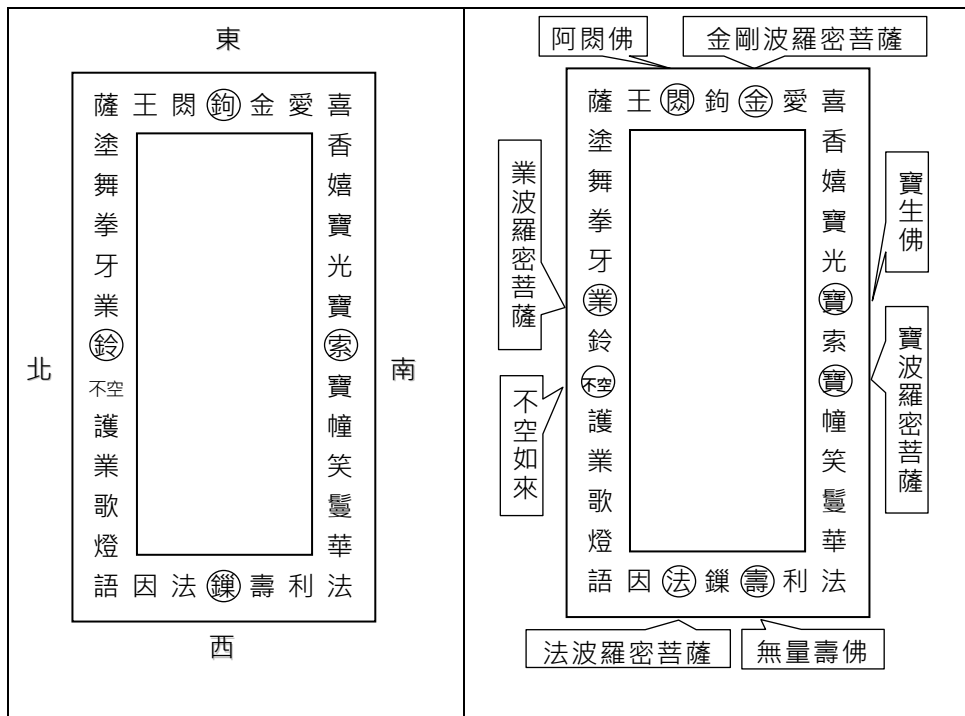 東
薩王閦鉤金愛喜
塗舞拳牙業鈴不空護業歌燈
香嬉寶光寶索寶幢笑鬘華
語因法鏁壽利法
北
南
西
阿閦佛
金剛波羅密菩薩
薩王閦鉤金愛喜
塗舞拳牙業鈴不空護業歌燈
香嬉寶光寶索寶幢笑鬘華
語因法鏁壽利法
業波羅密菩薩
不空如來
寶生佛
寶波羅密菩薩
法波羅密菩薩
無量壽佛